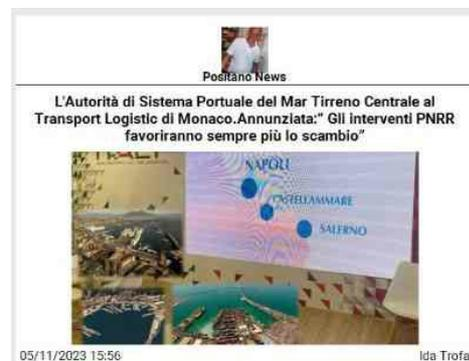 Positano News
L'Autorità di Sistema Portuale del Mar Tirreno Centrale al
Transport Logistic di Monaco.Annunziata:“ Gli interventi PNRR
favoriranno sempre più lo scambio”
NAPOLI
CASTELLAMMARE
SALERNO
05/11/2023 15:56
Ida Trofa